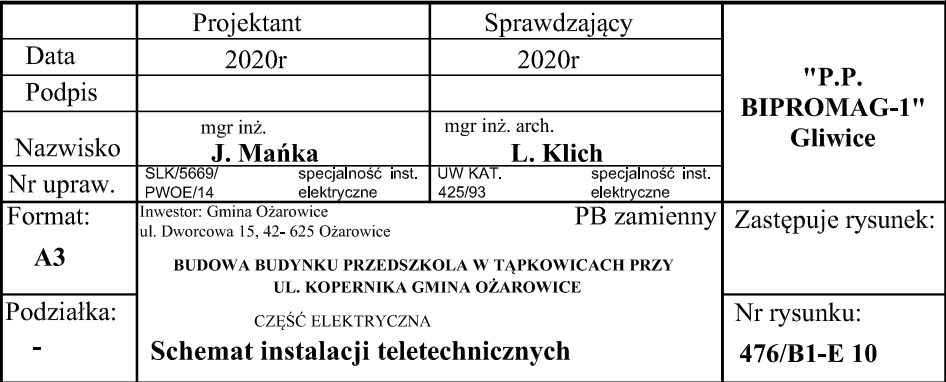 Projektant Sprawdzający
Data 2020r 2020r
"P.P.
BIPROMAG-1"
Gliwice
Podpis
mgr inż. mgr inż. arch.
Nazwisko J. Mańka L. Klich
Nr upraw. SLK/5669/ specjalność inst. UW KAT. specjalność inst.
PWOE/14 elektryczne 425/93 elektryczne
Format: Inwestor: Gmina Ożarowice PB zamienny Zastępuje rysunek:
ul. Dworcowa 15, 42- 625 Ożarowice
A3
BUDOWA BUDYNKU PRZEDSZKOLA W TĄPKOWICACH PRZY
UL. KOPERNIKA GMINA OŻAROWICE
Podziałka: CZĘŚĆ ELEKTRYCZNA Nr rysunku:
- Schemat instalacji teletechnicznych 476/B1-E 10